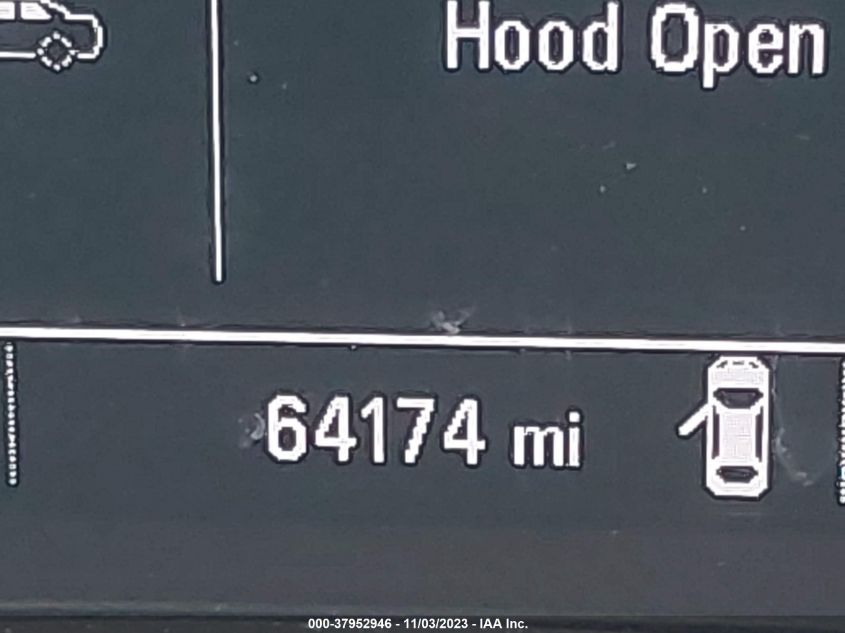 Hood Open
64174 mi
000-37952946 - 11/03/2023 - IAA Inc.